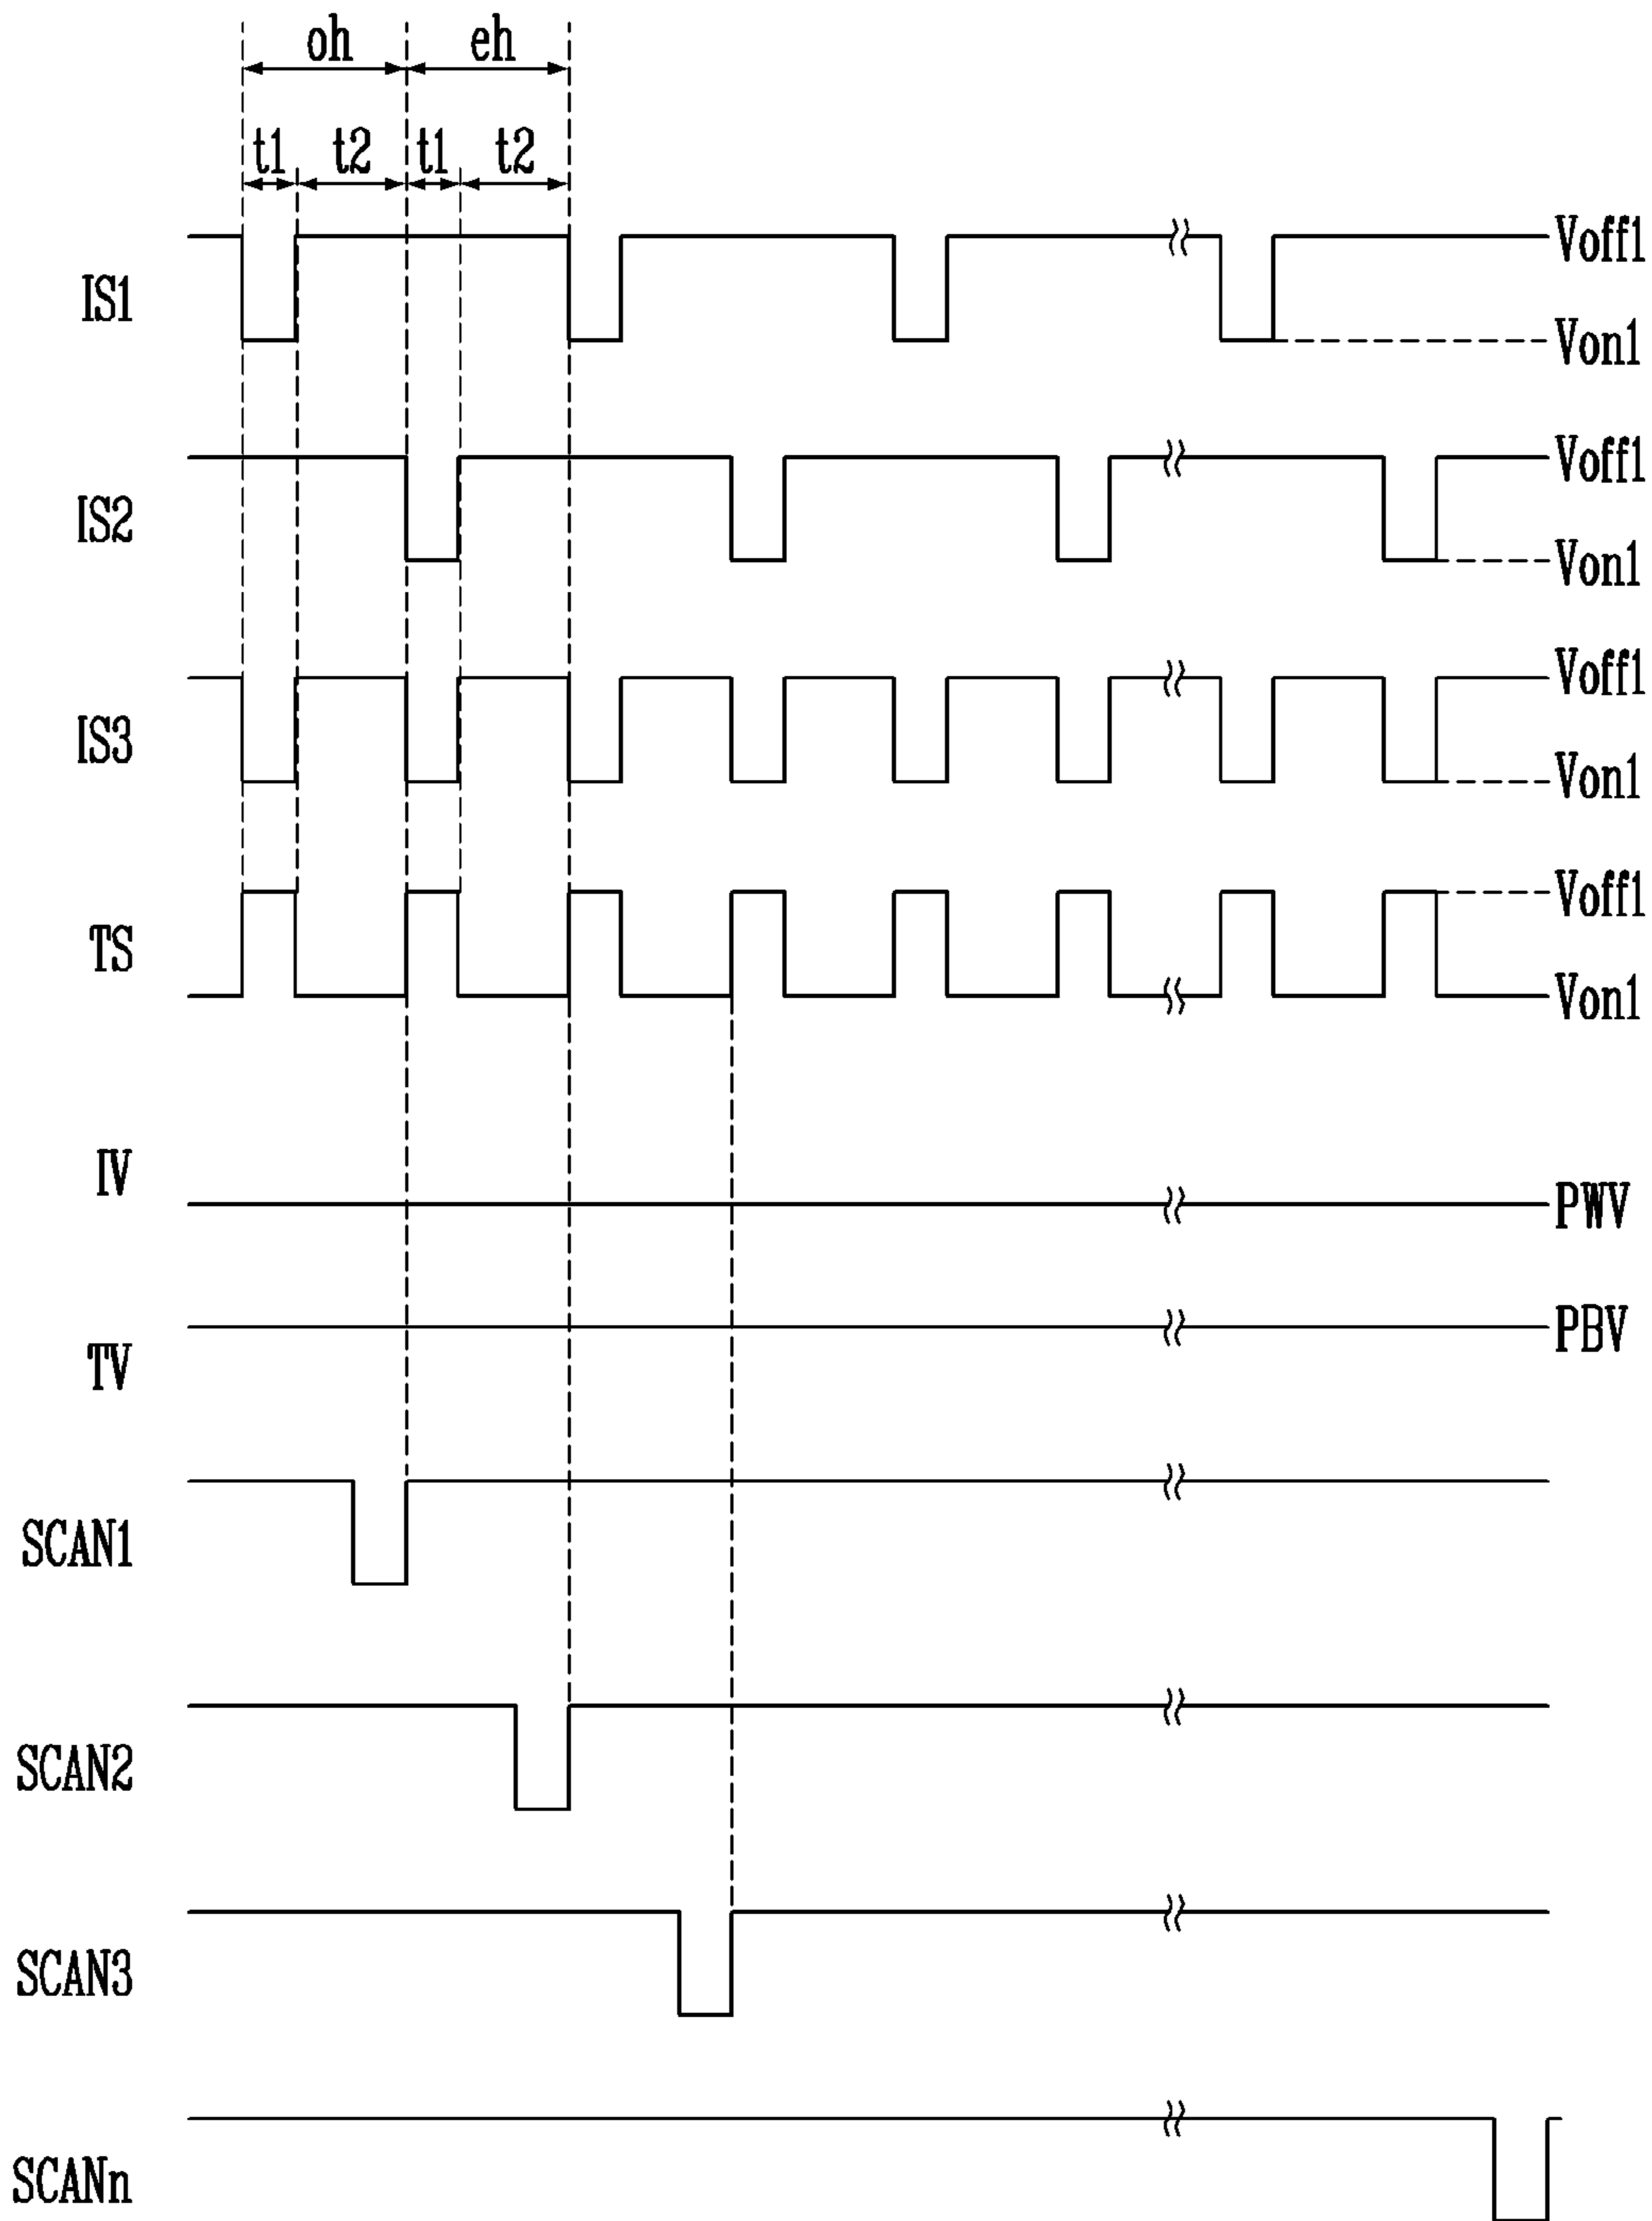 oh eh
t1 t2 t1 t2
IS1 Voff1
Von1
IS2 Voff1
Von1
IS3 Voff1
Von1
TS Voff1
Von1
IV PWV
TV PBV
SCAN1
SCAN2
SCAN3
SCANn